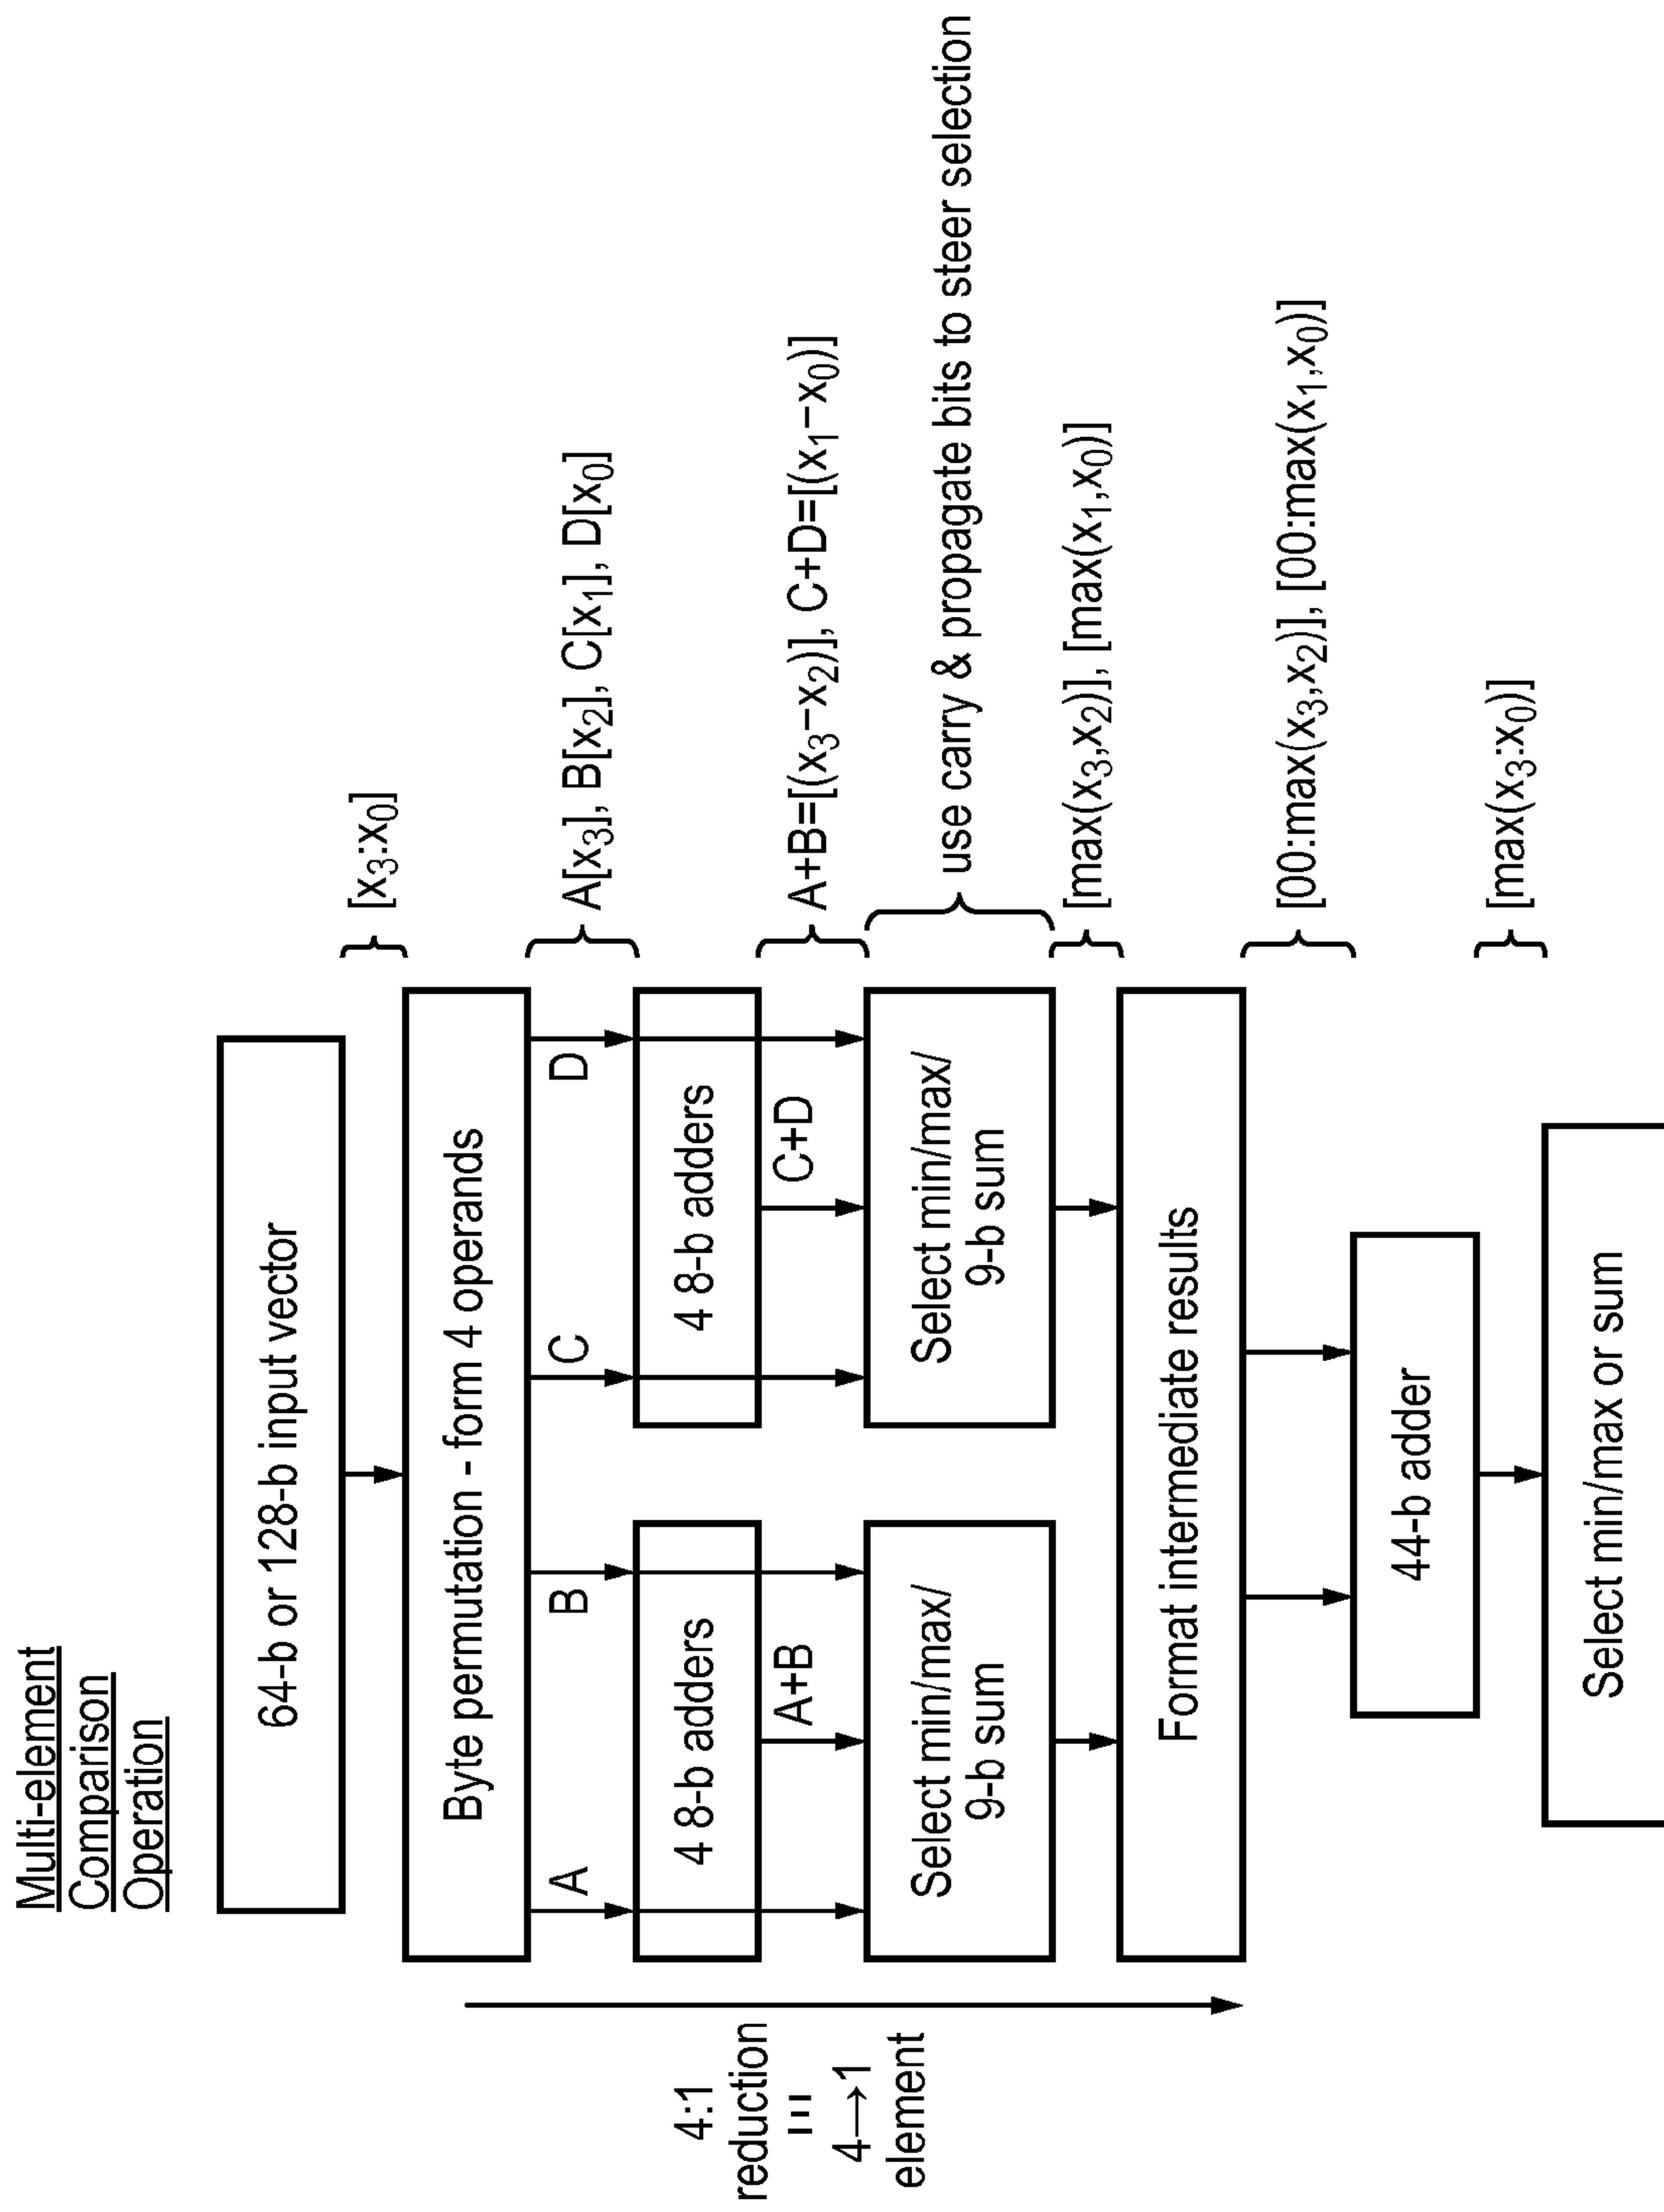 Multi-element
Comparison
Operation
64-b or 128-b input vector
[x₃:x₀]
Byte permutation - form 4 operands
A
B
C
D
A[x₃], B[x₂], C[x₁], D[x₀]
4 8-b adders
4 8-b adders
A+B
C+D
A+B=[(x₃−x₂)], C+D=[(x₁−x₀)]
4:1
reduction
≡
4→1
element
Select min/max/
9-b sum
Select min/max/
9-b sum
use carry & propagate bits to steer selection
[max(x₃,x₂)], [max(x₁,x₀)]
Format intermediate results
[00:max(x₃,x₂)], [00:max(x₁,x₀)]
44-b adder
[max(x₃:x₀)]
Select min/max or sum